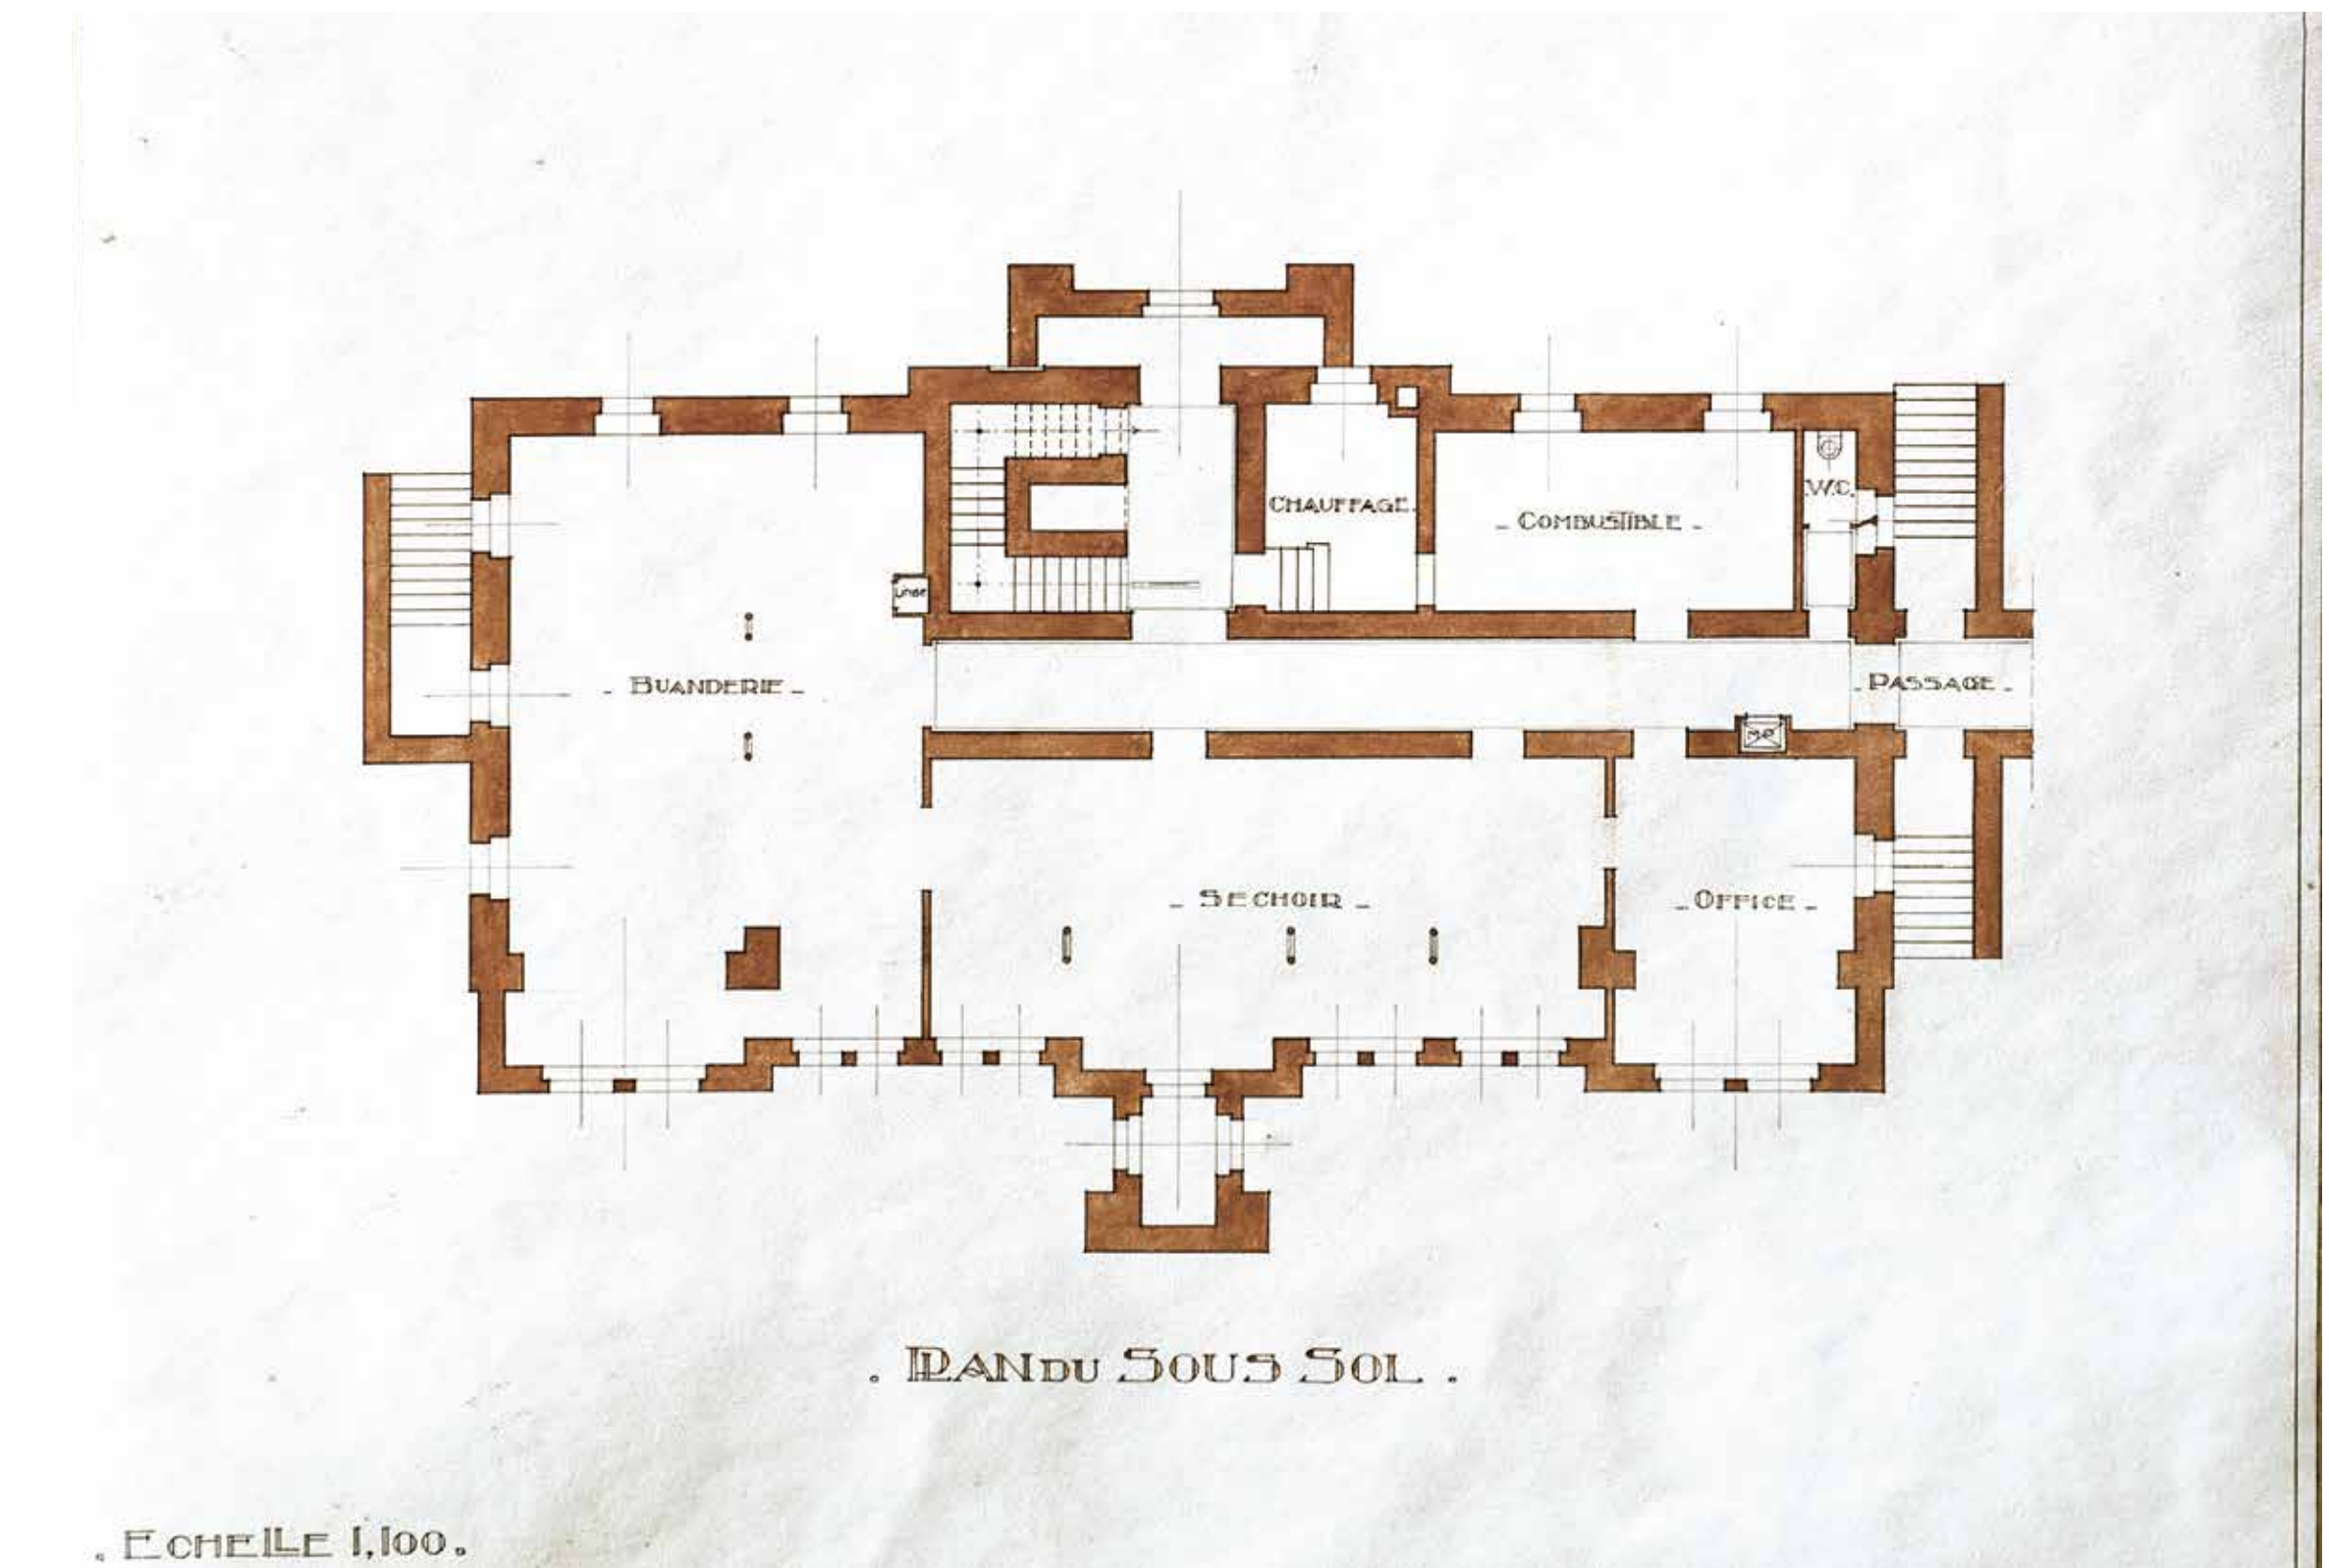 CHAUFFAGE.
- COMBUSTIBLE -
W.C.
LINGE
- BUANDERIE -
- PASSAGE -
M.P.
- SECHOIR -
- OFFICE -
. PLAN DU SOUS SOL .
. ECHELLE 1,100.